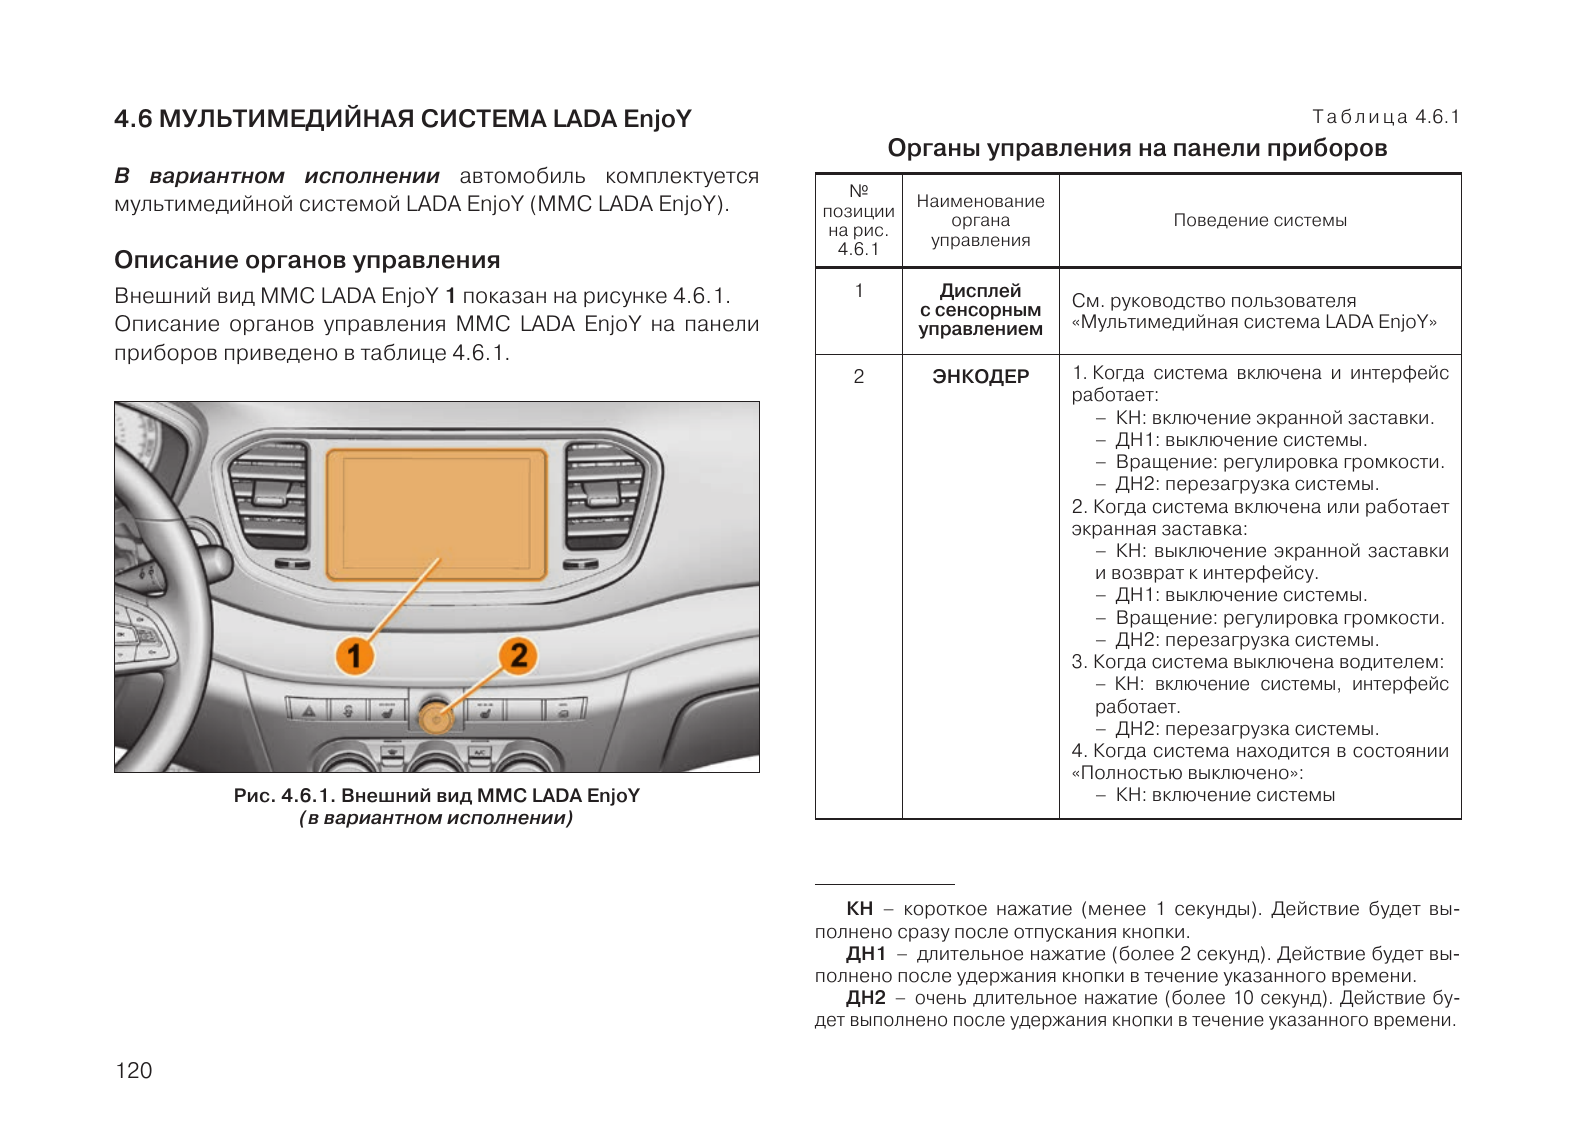 4.6 МУЛЬТИМЕДИЙНАЯ СИСТЕМА LADA EnjoY
В вариантном исполнении автомобиль комплектуется
мультимедийной системой LADA EnjoY (ММС LADA EnjoY).
Описание органов управления
Внешний вид ММС LADA EnjoY 1 показан на рисунке 4.6.1.
Описание органов управления ММС LADA EnjoY на панели
приборов приведено в таблице 4.6.1.
1
2
A/C
Рис. 4.6.1. Внешний вид ММС LADA EnjoY
(в вариантном исполнении)
Таблица 4.6.1
Органы управления на панели приборов
№
позиции
на рис.
4.6.1
Наименование
органа
управления
Поведение системы
1
Дисплей
с сенсорным
управлением
См. руководство пользователя
«Мультимедийная система LADA EnjoY»
2
ЭНКОДЕР
1. Когда система включена и интерфейс
работает:
– КН: включение экранной заставки.
– ДН1: выключение системы.
– Вращение: регулировка громкости.
– ДН2: перезагрузка системы.
2. Когда система включена или работает
экранная заставка:
– КН: выключение экранной заставки
и возврат к интерфейсу.
– ДН1: выключение системы.
– Вращение: регулировка громкости.
– ДН2: перезагрузка системы.
3. Когда система выключена водителем:
– КН: включение системы, интерфейс
работает.
– ДН2: перезагрузка системы.
4. Когда система находится в состоянии
«Полностью выключено»:
– КН: включение системы
КН – короткое нажатие (менее 1 секунды). Действие будет вы-
полнено сразу после отпускания кнопки.
ДН1 – длительное нажатие (более 2 секунд). Действие будет вы-
полнено после удержания кнопки в течение указанного времени.
ДН2 – очень длительное нажатие (более 10 секунд). Действие бу-
дет выполнено после удержания кнопки в течение указанного времени.
120